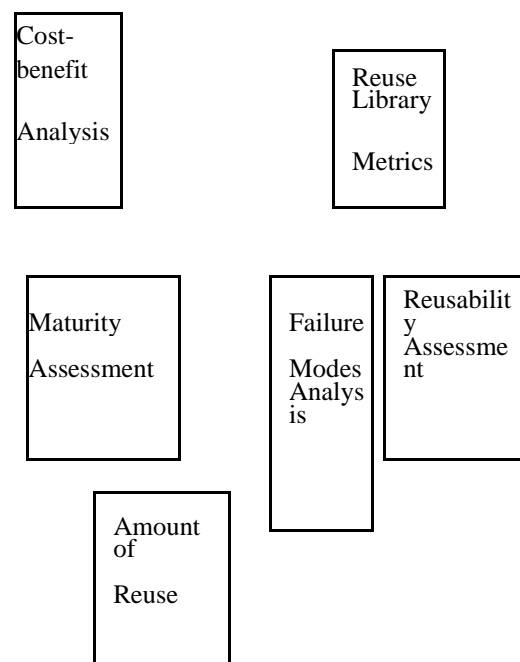 Cost-
benefit
Analysis
Reuse
Library
Metrics
Maturity
Assessment
Failure
Modes
Analys
is
Reusabilit
y
Assessme
nt
Amount
of
Reuse